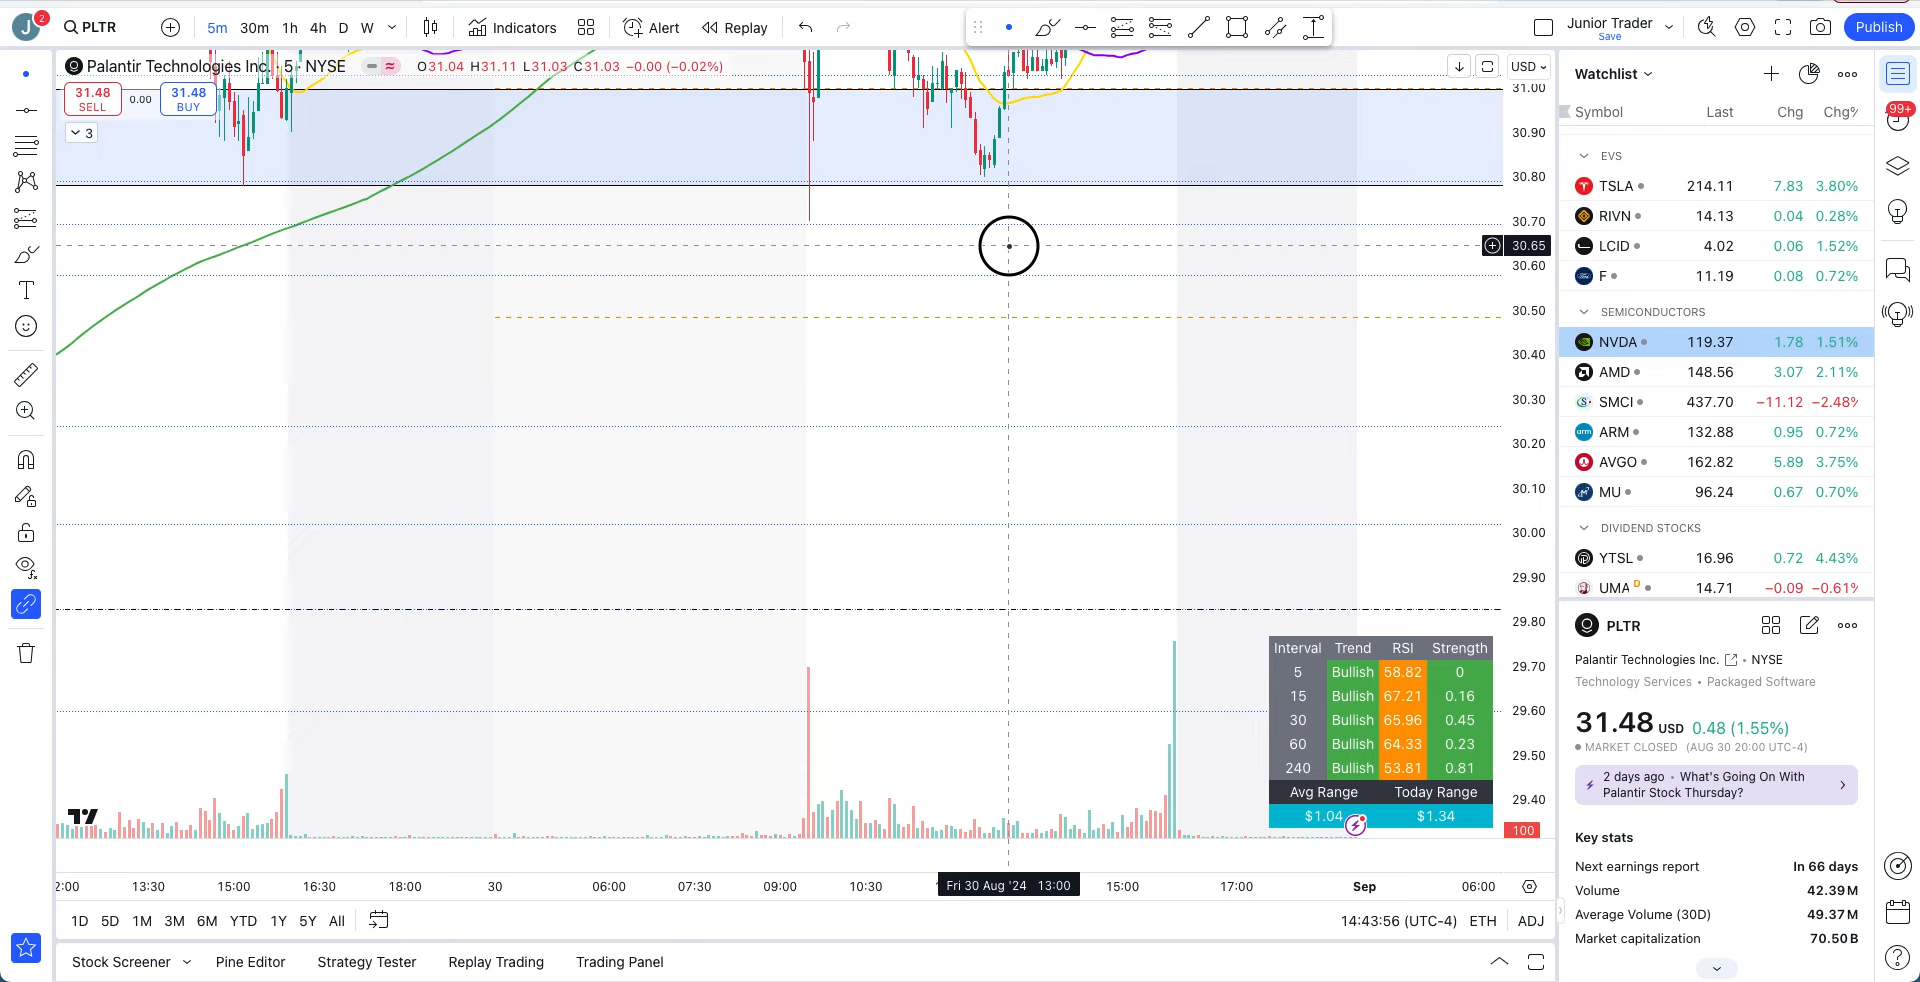 J 2 PLTR 5m 30m 1h 4h D W Indicators Alert Replay Junior Trader Save Publish
Palantir Technologies Inc. · 5 · NYSE O31.04 H31.11 L31.03 C31.03 −0.00 (−0.02%) USD
31.48 SELL 0.00 31.48 BUY
3
31.00
30.90
30.80
30.70
30.65
30.60
30.50
30.40
30.30
30.20
30.10
30.00
29.90
29.80
29.70
29.60
29.50
29.40
100
Interval Trend RSI Strength
5 Bullish 58.82 0
15 Bullish 67.21 0.16
30 Bullish 65.96 0.45
60 Bullish 64.33 0.23
240 Bullish 53.81 0.81
Avg Range Today Range
$1.04 $1.34
2:00 13:30 15:00 16:30 18:00 30 06:00 07:30 09:00 10:30 Fri 30 Aug '24 13:00 15:00 17:00 Sep 06:00
1D 5D 1M 3M 6M YTD 1Y 5Y All 14:43:56 (UTC-4) ETH ADJ
Stock Screener Pine Editor Strategy Tester Replay Trading Trading Panel
Watchlist
Symbol Last Chg Chg%
EVS
TSLA 214.11 7.83 3.80%
RIVN 14.13 0.04 0.28%
LCID 4.02 0.06 1.52%
F 11.19 0.08 0.72%
SEMICONDUCTORS
NVDA 119.37 1.78 1.51%
AMD 148.56 3.07 2.11%
SMCI 437.70 −11.12 −2.48%
arm ARM 132.88 0.95 0.72%
AVGO 162.82 5.89 3.75%
MU 96.24 0.67 0.70%
DIVIDEND STOCKS
YTSL 16.96 0.72 4.43%
UMA D 14.71 −0.09 −0.61%
PLTR
Palantir Technologies Inc. • NYSE
Technology Services • Packaged Software
31.48 USD 0.48 (1.55%)
MARKET CLOSED (AUG 30 20:00 UTC-4)
2 days ago • What's Going On With
Palantir Stock Thursday?
Key stats
Next earnings report In 66 days
Volume 42.39M
Average Volume (30D) 49.37M
Market capitalization 70.50B
99+